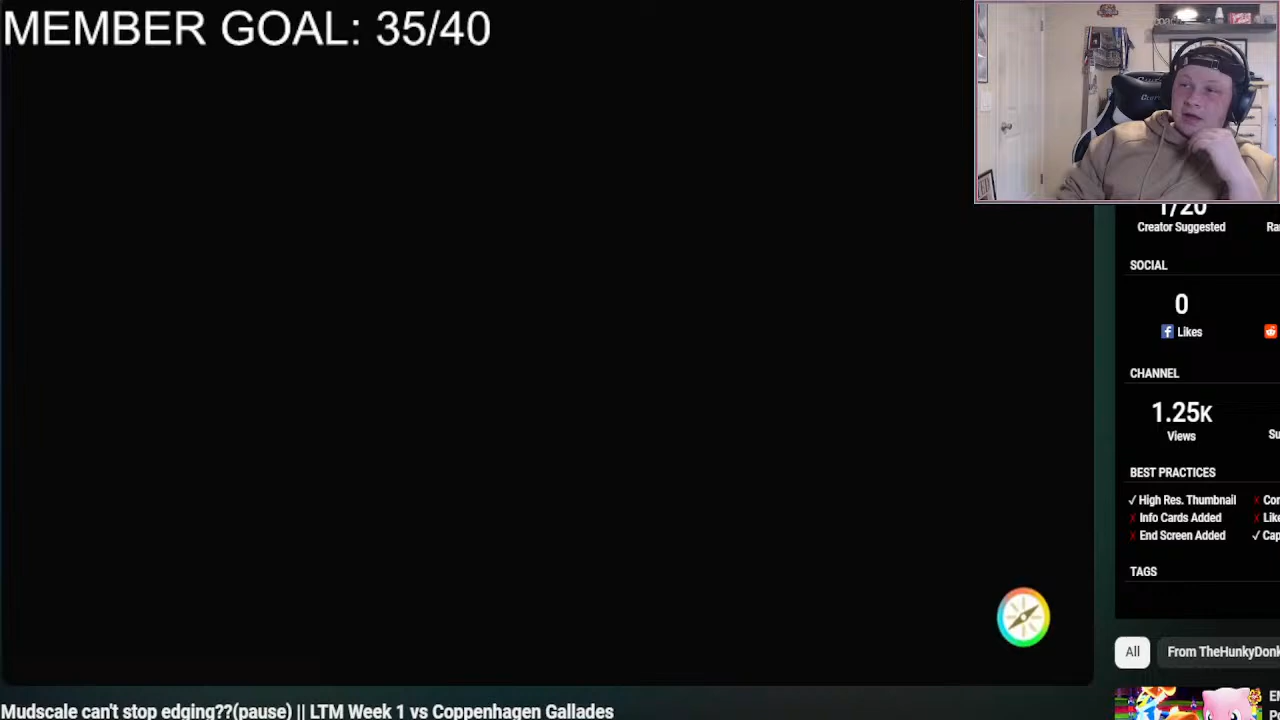 MEMBER GOAL: 35/40
1/20
Creator Suggested
SOCIAL
0
Likes
CHANNEL
1.25K
Views
BEST PRACTICES
✓ High Res. Thumbnail
x Info Cards Added
x End Screen Added
TAGS
All
From TheHunkyDonk
Mudscale can't stop edging??(pause) || LTM Week 1 vs Coppenhagen Gallades